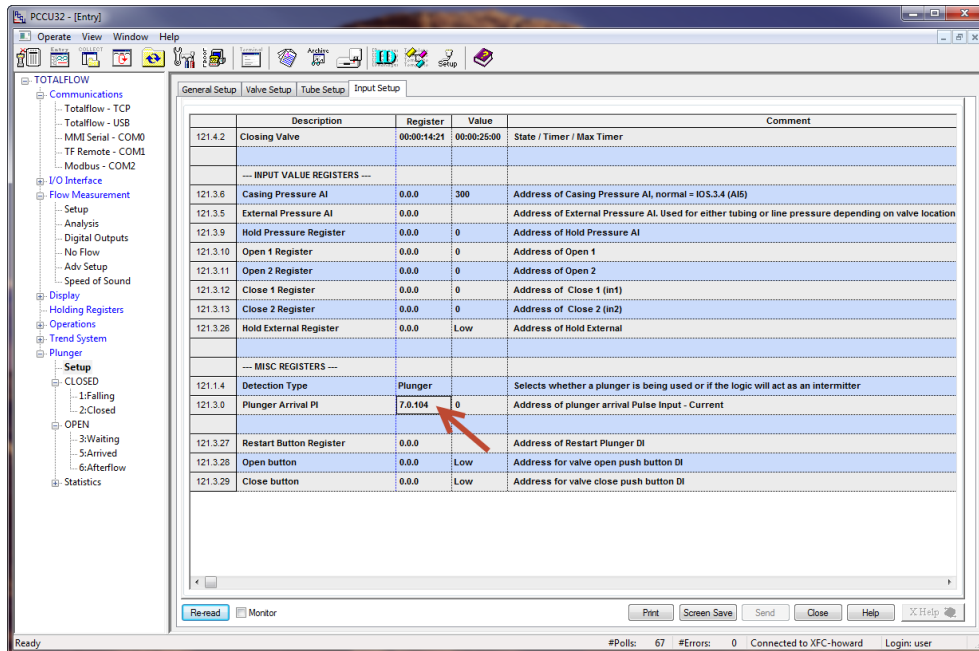 PCCU32 - [Entry]
Operate View Window Help
Entry COLLECT Terminal Archive Setup
TOTALFLOW
Communications
Totalflow - TCP
Totalflow - USB
MMI Serial - COM0
TF Remote - COM1
Modbus - COM2
I/O Interface
Flow Measurement
Setup
Analysis
Digital Outputs
No Flow
Adv Setup
Speed of Sound
Display
Holding Registers
Operations
Trend System
Plunger
Setup
CLOSED
1:Falling
2:Closed
OPEN
3:Waiting
5:Arrived
6:Afterflow
Statistics
General Setup Valve Setup Tube Setup Input Setup
Description Register Value Comment
121.4.2 Closing Valve 00:00:14:21 00:00:25:00 State / Timer / Max Timer
--- INPUT VALUE REGISTERS ---
121.3.6 Casing Pressure AI 0.0.0 300 Address of Casing Pressure AI, normal = IOS.3.4 (AI5)
121.3.5 External Pressure AI 0.0.0 Address of External Pressure AI. Used for either tubing or line pressure depending on valve location
121.3.9 Hold Pressure Register 0.0.0 0 Address of Hold Pressure AI
121.3.10 Open 1 Register 0.0.0 0 Address of Open 1
121.3.11 Open 2 Register 0.0.0 0 Address of Open 2
121.3.12 Close 1 Register 0.0.0 0 Address of Close 1 (in1)
121.3.13 Close 2 Register 0.0.0 0 Address of Close 2 (in2)
121.3.26 Hold External Register 0.0.0 Low Address of Hold External
--- MISC REGISTERS ---
121.1.4 Detection Type Plunger Selects whether a plunger is being used or if the logic will act as an intermitter
121.3.0 Plunger Arrival PI 7.0.104 0 Address of plunger arrival Pulse Input - Current
121.3.27 Restart Button Register 0.0.0 Address of Restart Plunger DI
121.3.28 Open button 0.0.0 Low Address for valve open push button DI
121.3.29 Close button 0.0.0 Low Address for valve close push button DI
Re-read Monitor Print Screen Save Send Close Help X Help
Ready #Polls: 67 #Errors: 0 Connected to XFC-howard Login: user